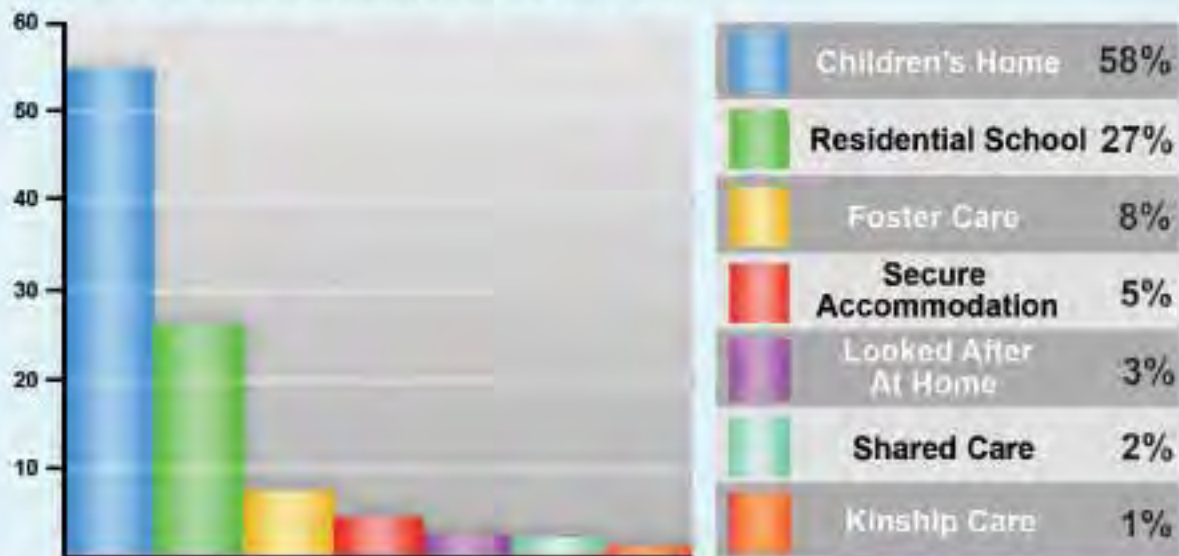 60
50
40
30
20
10
Children's Home 58%
Residential School 27%
Foster Care 8%
Secure
Accommodation 5%
Looked After
At Home 3%
Shared Care 2%
Kinship Care 1%